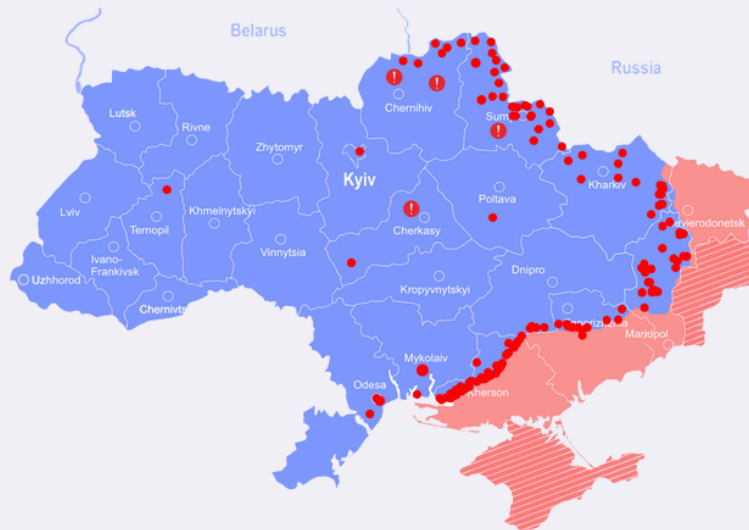 Belarus
Russia
Lutsk
Rivne
Chernihiv
Sumy
Zhytomyr
Kyiv
Kharkiv
Lviv
Ternopil
Khmelnytskyi
Poltava
Cherkasy
Vinnytsia
Ivano-
Frankivsk
Uzhhorod
Dnipro
Kropyvnytskyi
Mariupol
Mykolaiv
Odesa
Kherson
!
!
!
!